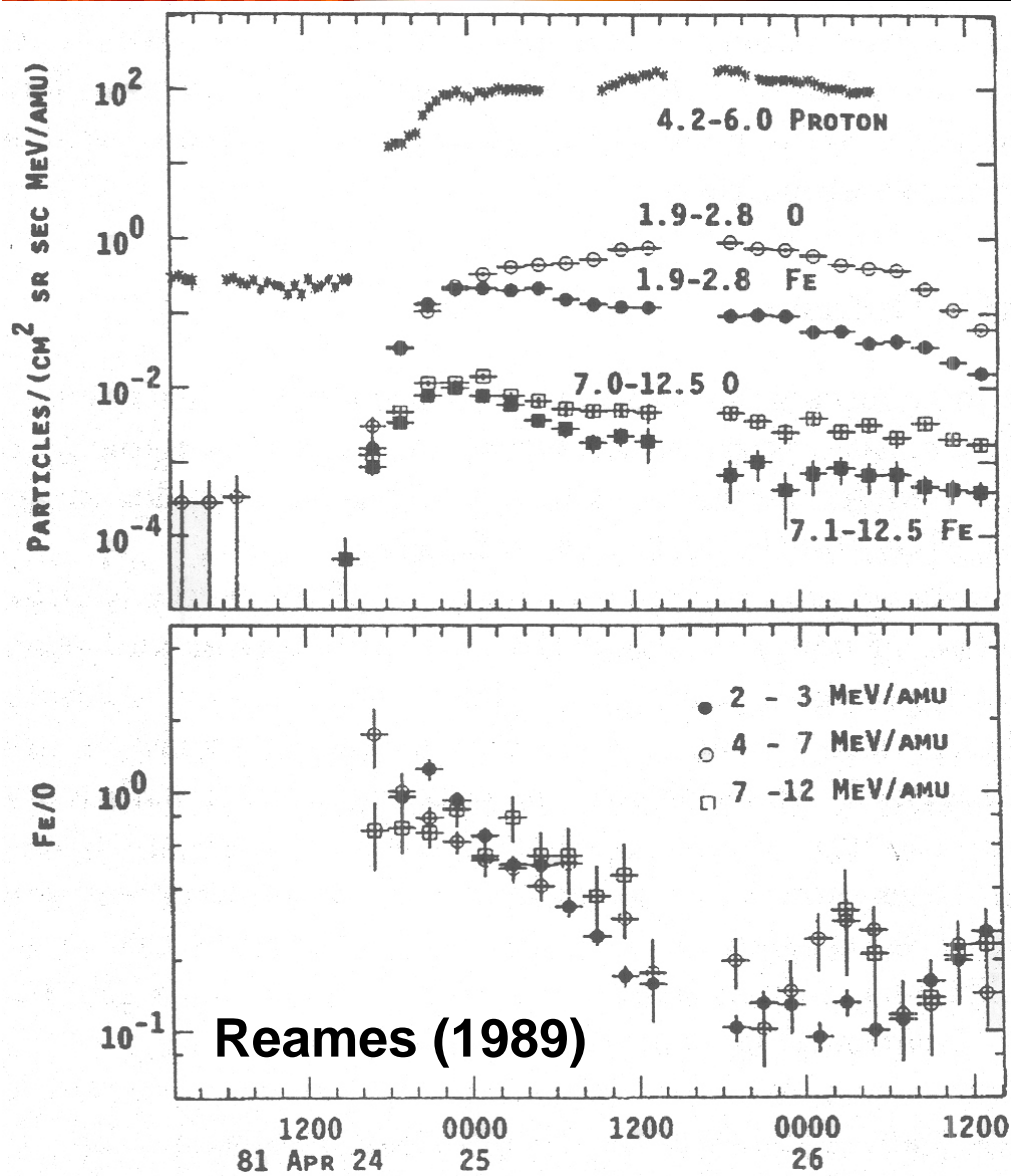 PARTICLES/(CM² SR SEC MEV/AMU)
10²
10⁰
10⁻²
10⁻⁴
4.2-6.0 PROTON
1.9-2.8 O
1.9-2.8 FE
7.0-12.5 O
7.1-12.5 FE
FE/O
10⁰
10⁻¹
2 - 3 MEV/AMU
4 - 7 MEV/AMU
7 -12 MEV/AMU
Reames (1989)
1200 0000 1200 0000 1200
81 APR 24 25 26